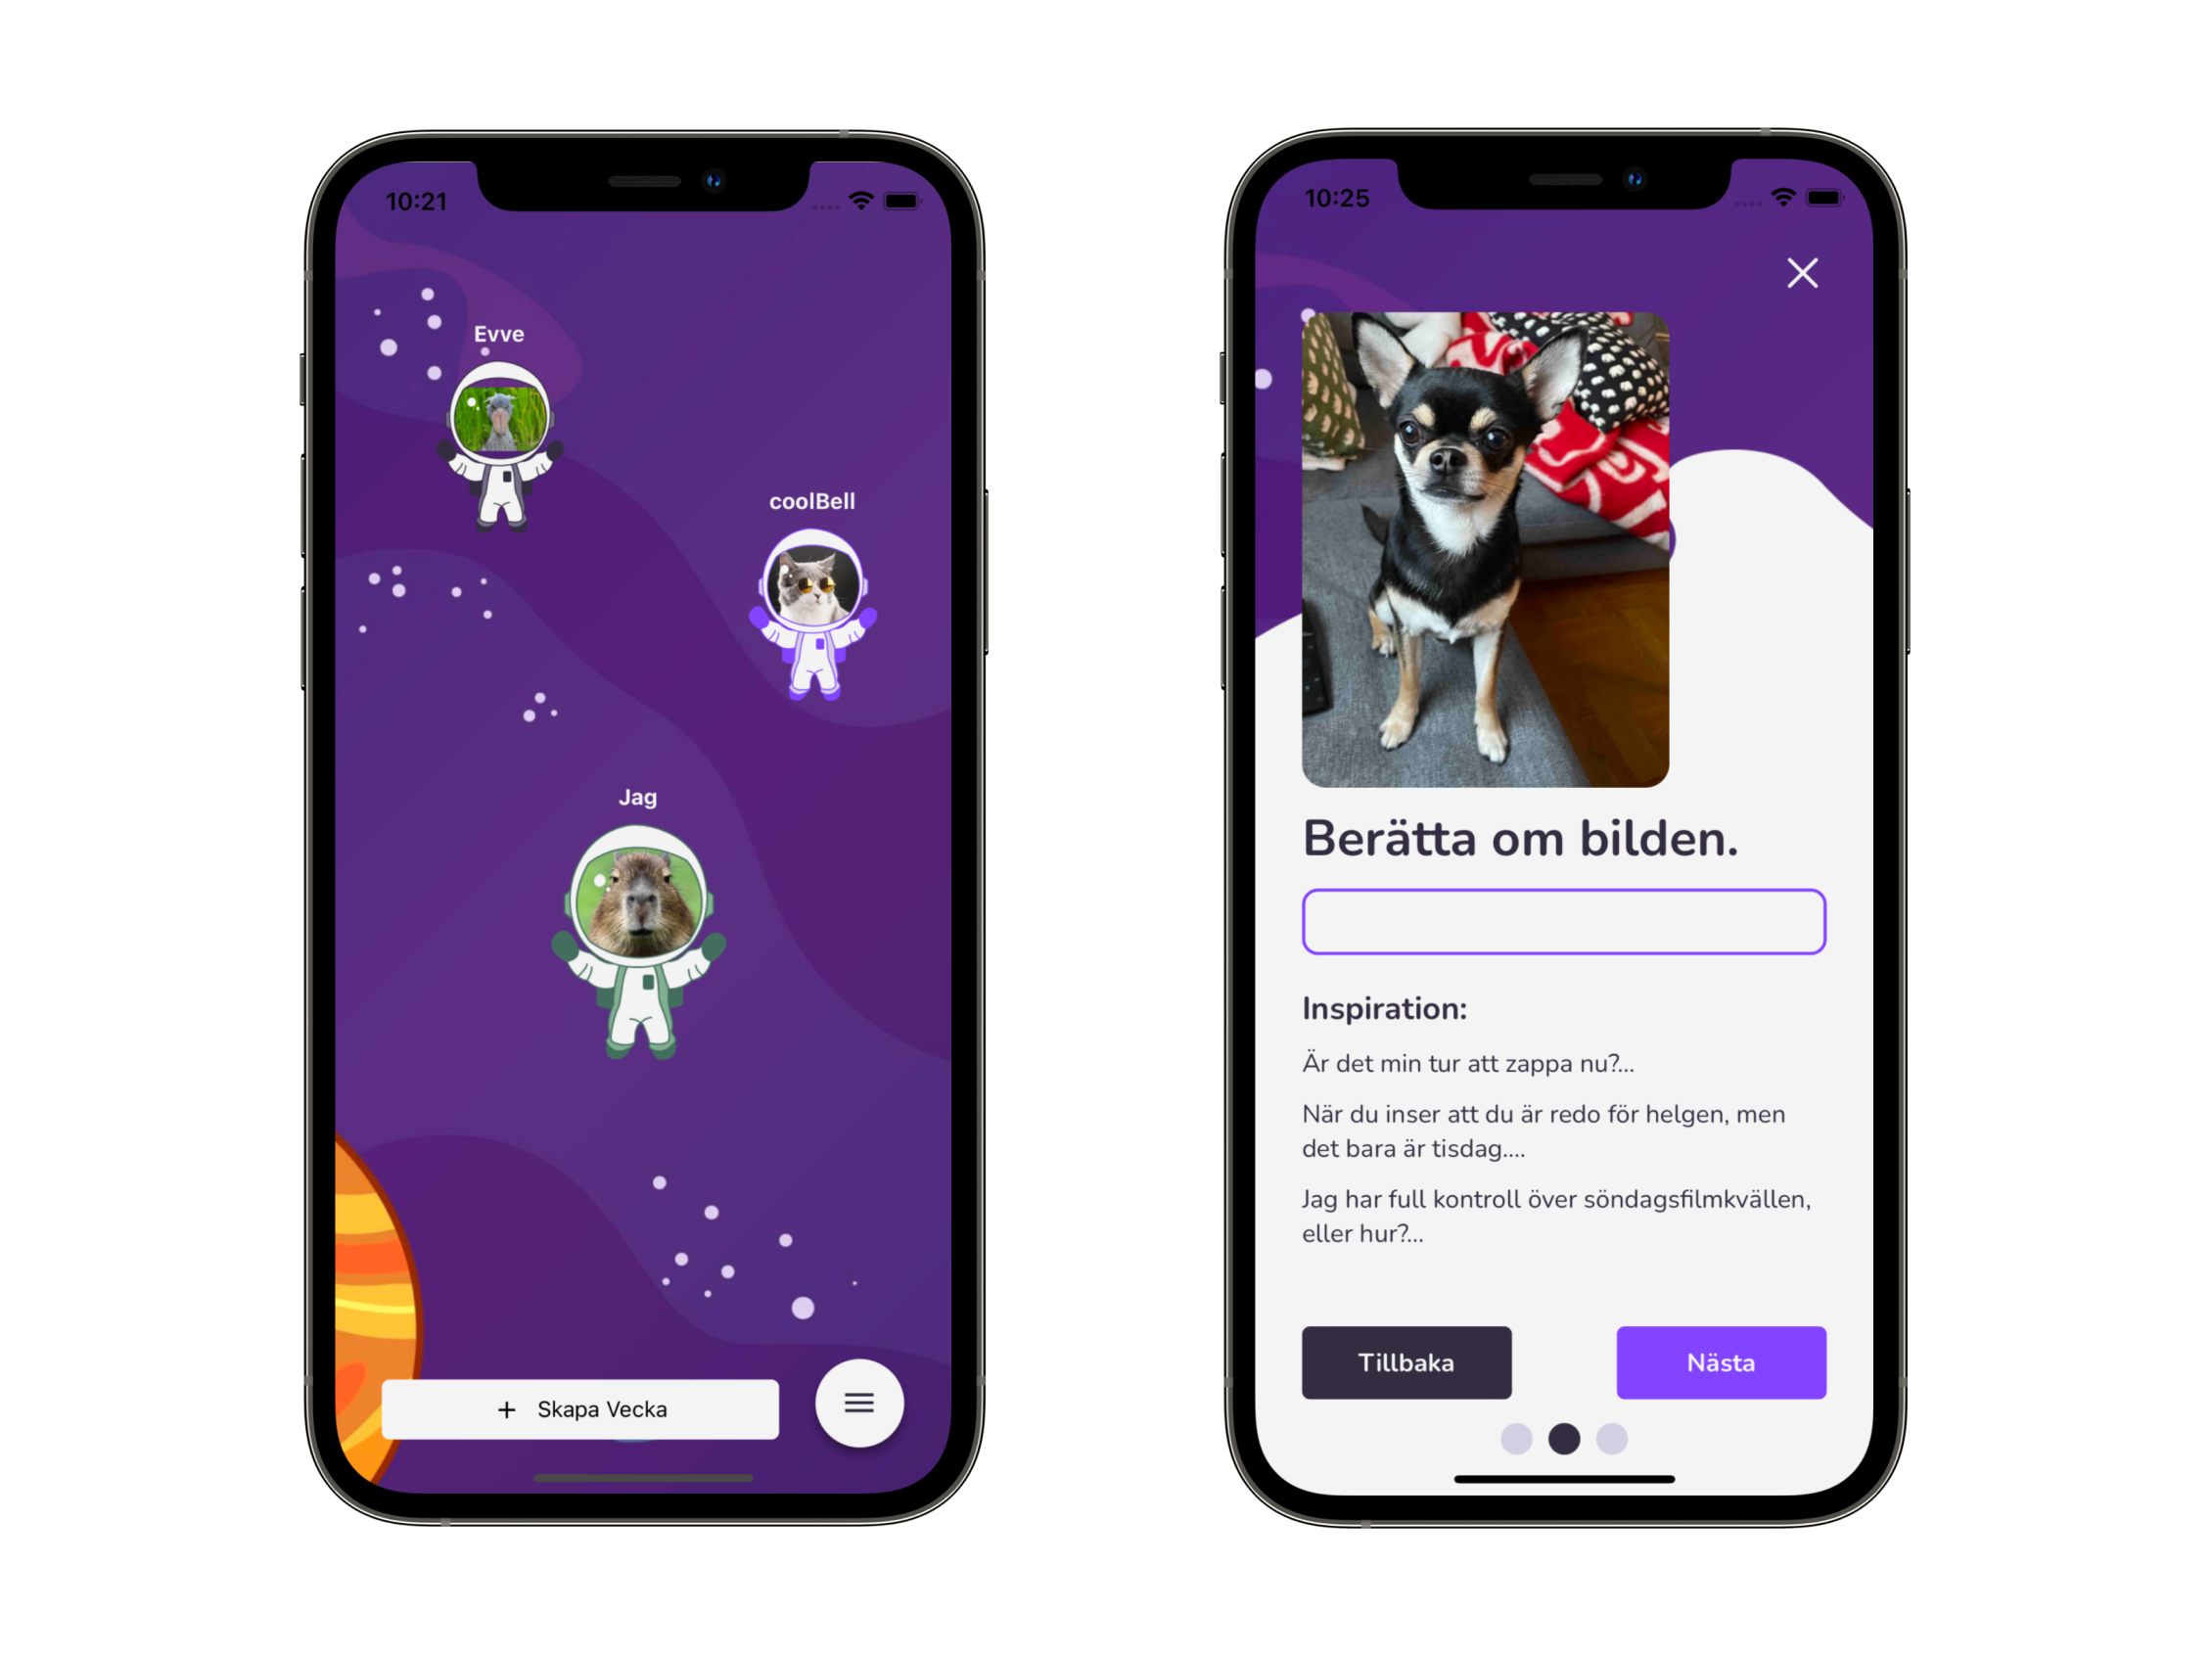 10:21
Evve
coolBell
Jag
+ Skapa Vecka
10:25
Berätta om bilden.
Inspiration:
Är det min tur att zappa nu?...
När du inser att du är redo för helgen, men
det bara är tisdag....
Jag har full kontroll över söndagsfilmkvällen,
eller hur?...
Tillbaka
Nästa